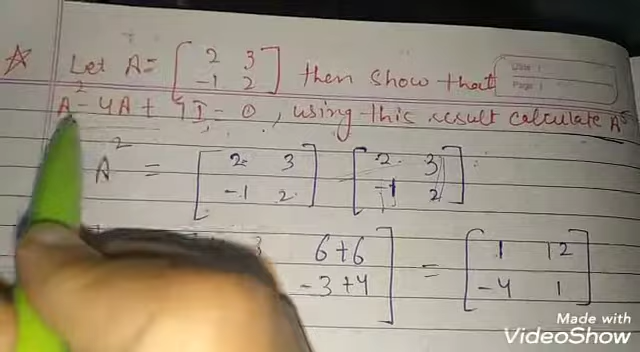 Let A = [ 2 3 -1 2 ] then show that
A² - 4A + 7I = 0, using this result calculate A⁵
A² = [ 2 3 -1 2 ] [ 2 3 -1 2 ]
3 6+6 -3+4 ] = [ 1 12 -4 1 ]
Made with
VideoShow